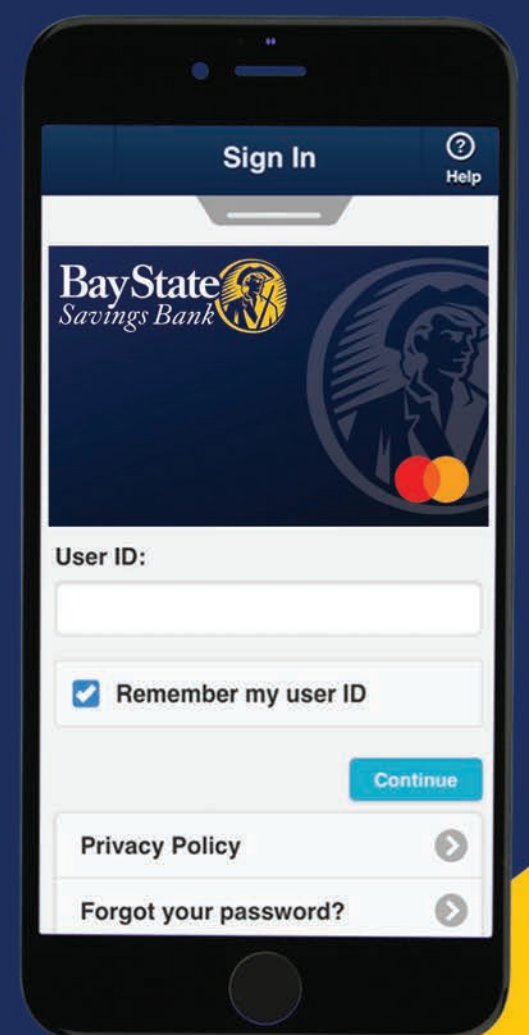 Sign In
?
Help
BayState
Savings Bank
User ID:
Remember my user ID
Continue
Privacy Policy
Forgot your password?